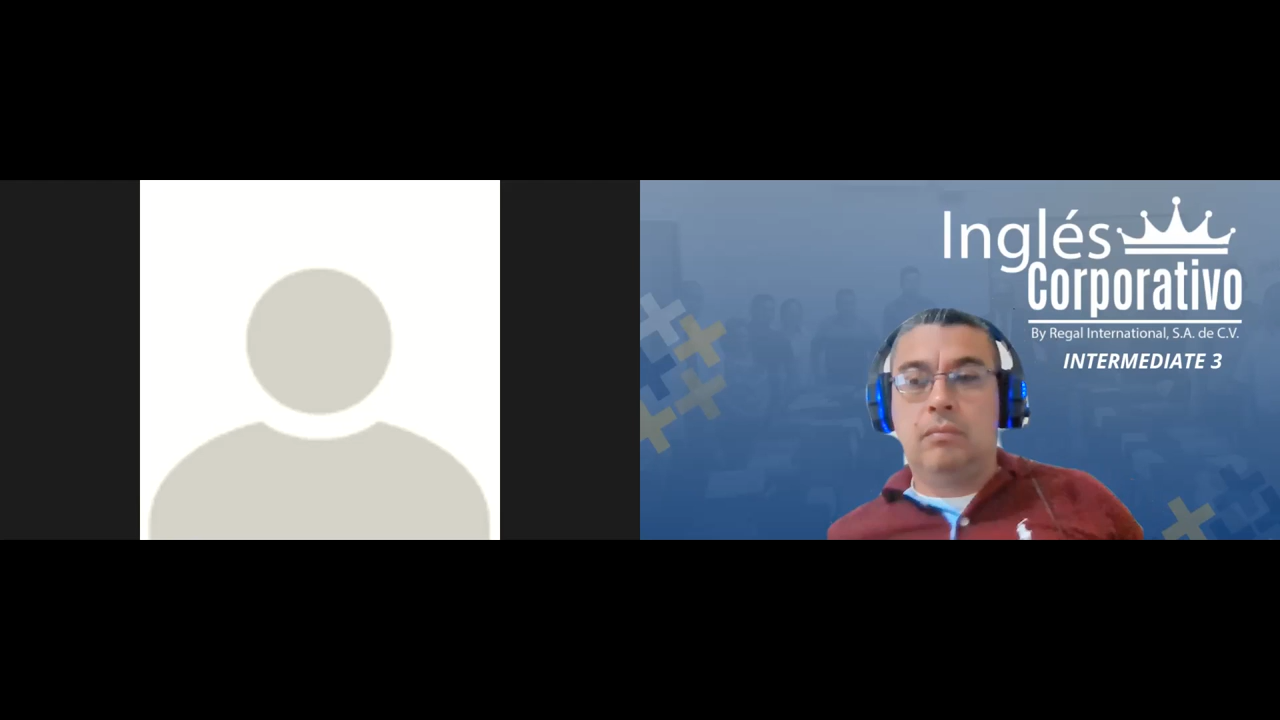 Inglés
Corporativo
By Regal International, S.A. de C.V.
INTERMEDIATE 3